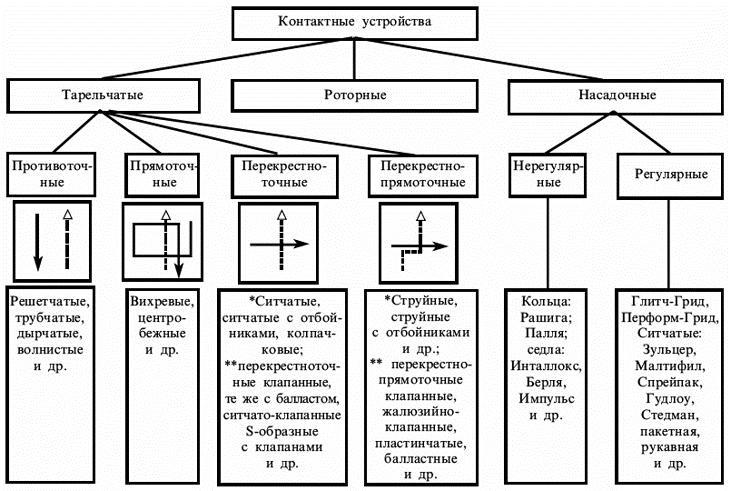 Контактные устройства
Тарельчатые
Роторные
Насадочные
Противоточ-
ные
Прямоточ-
ные
Перекрестно-
точные
Перекрестно-
прямоточные
Нерегуляр-
ные
Регулярные
Решетчатые,
трубчатые,
дырчатые,
волнистые
и др.
Вихревые,
центро-
бежные
и др.
*Ситчатые,
ситчатые с отбой-
никами, колпач-
ковые;
**перекрестноточ-
ные клапанные,
те же с балластом,
ситчато-клапанные
S-образные
с клапанами
и др.
*Струйные,
струйные
с отбойниками
и др.;
** перекрестно-
прямоточные
клапанные,
жалюзийно-
клапанные,
пластинчатые,
балластные
и др.
Кольца:
Рашига;
Палля;
седла:
Инталлокс,
Берля,
Импульс
и др.
Глитч-Грид,
Перформ-Грид,
Ситчатые:
Зульцер,
Малтифил,
Спрейпак,
Гудлоу,
Стедман,
пакетная,
рукавная
и др.